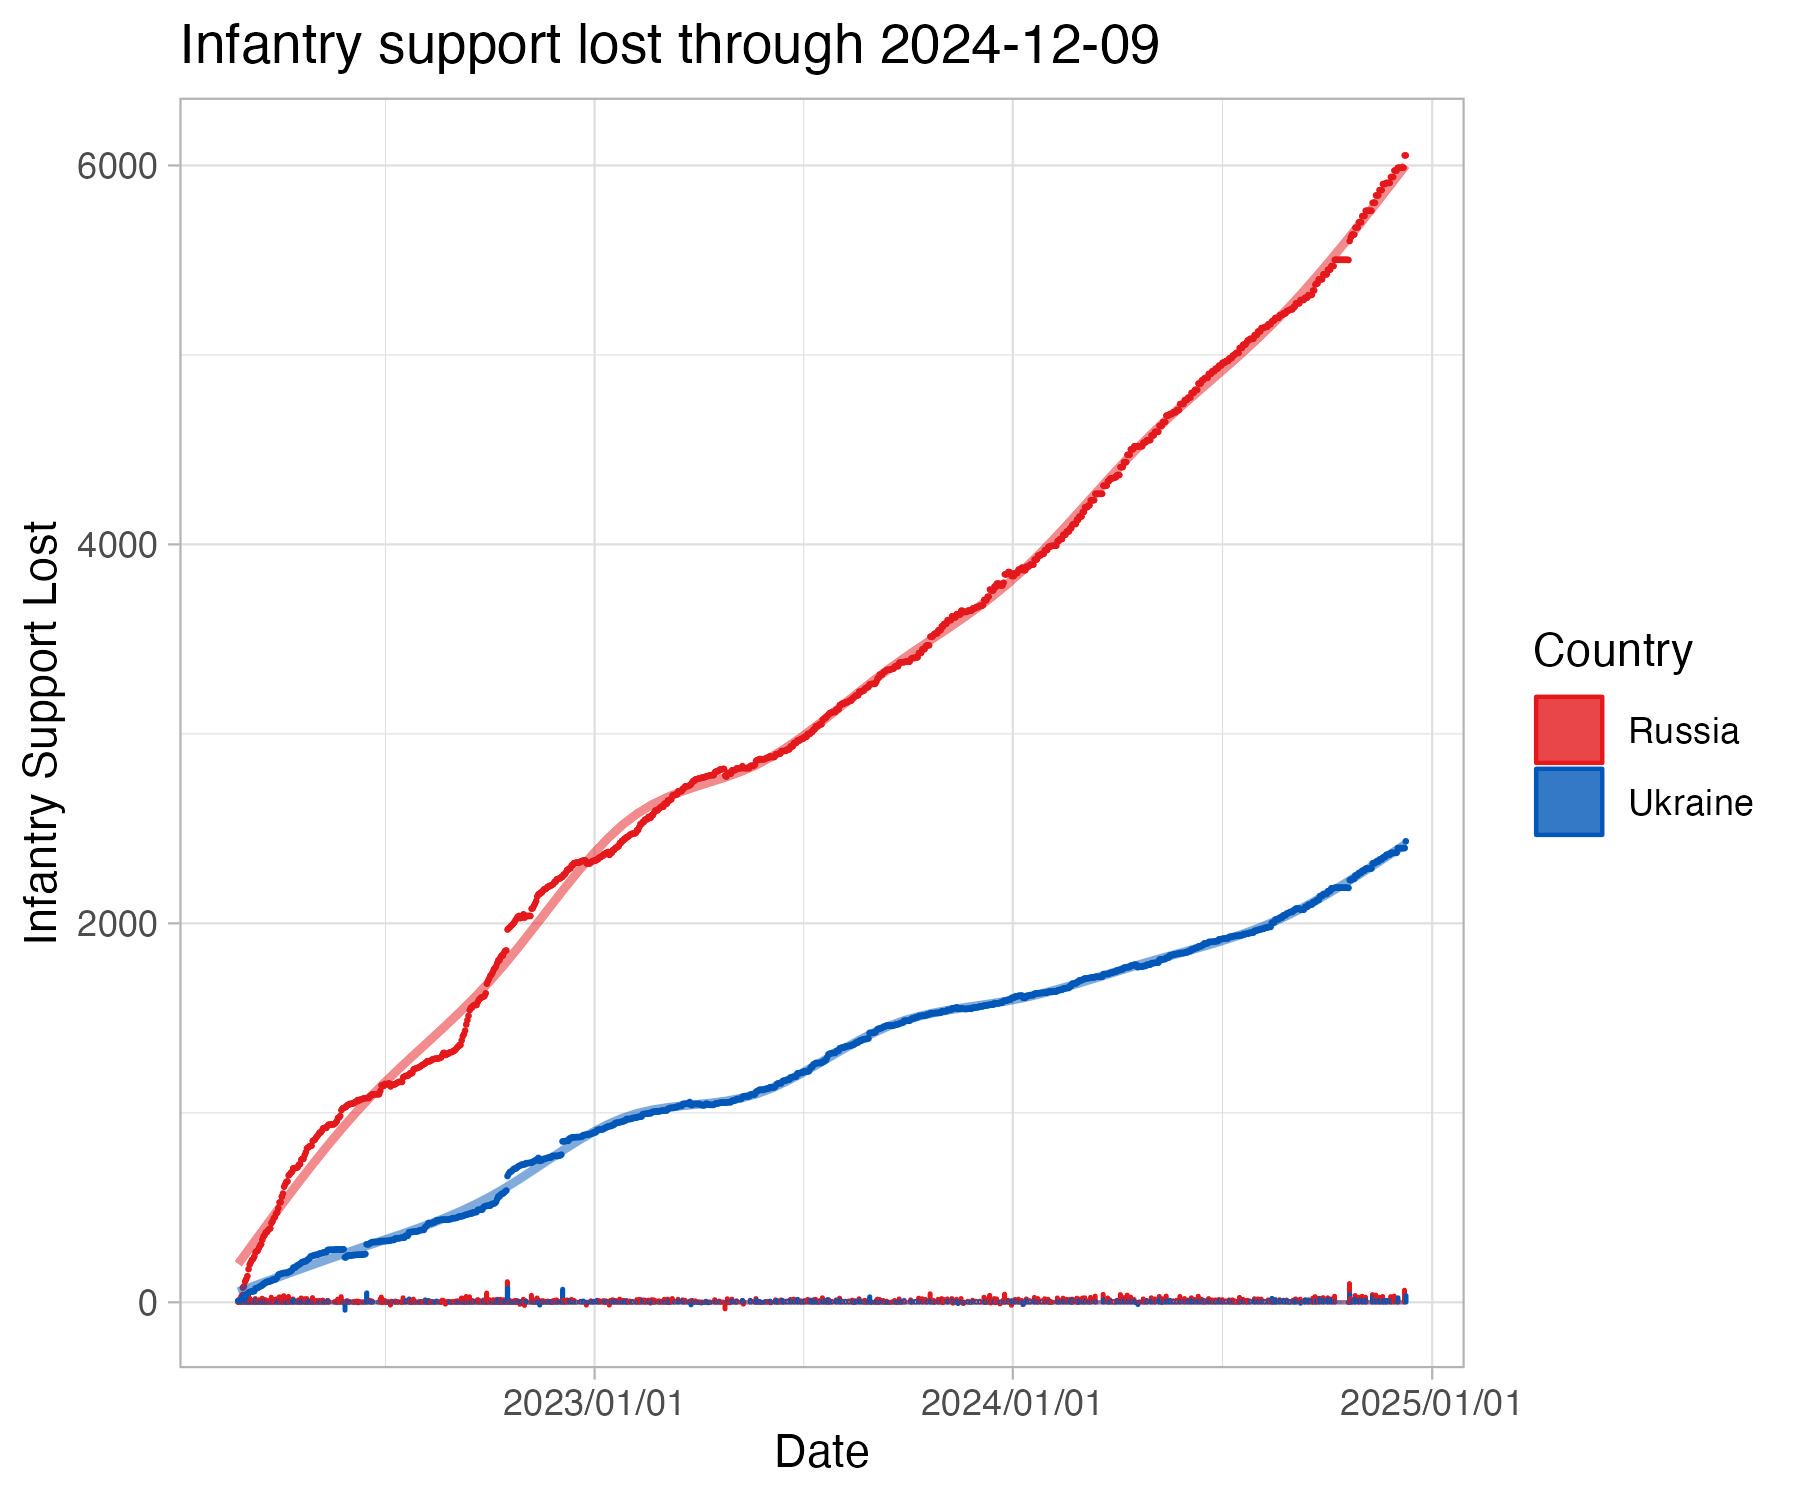 Infantry support lost through 2024-12-09
Infantry Support Lost
6000
4000
2000
0
2023/01/01
2024/01/01
2025/01/01
Date
Country
Russia
Ukraine